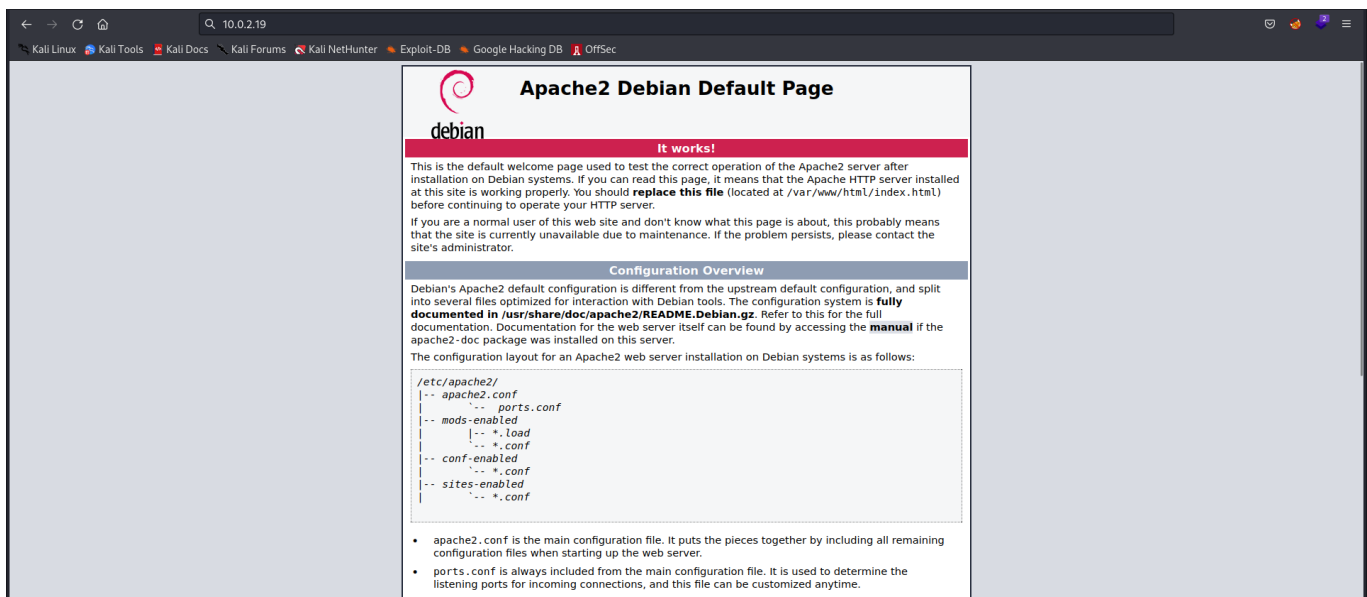 10.0.2.19
2
Kali Linux Kali Tools Kali Docs Kali Forums Kali NetHunter Exploit-DB Google Hacking DB OffSec
debian
Apache2 Debian Default Page
It works!
This is the default welcome page used to test the correct operation of the Apache2 server after
installation on Debian systems. If you can read this page, it means that the Apache HTTP server installed
at this site is working properly. You should replace this file (located at /var/www/html/index.html)
before continuing to operate your HTTP server.
If you are a normal user of this web site and don't know what this page is about, this probably means
that the site is currently unavailable due to maintenance. If the problem persists, please contact the
site's administrator.
Configuration Overview
Debian's Apache2 default configuration is different from the upstream default configuration, and split
into several files optimized for interaction with Debian tools. The configuration system is fully
documented in /usr/share/doc/apache2/README.Debian.gz. Refer to this for the full
documentation. Documentation for the web server itself can be found by accessing the manual if the
apache2-doc package was installed on this server.
The configuration layout for an Apache2 web server installation on Debian systems is as follows:
/etc/apache2/
|-- apache2.conf
|       `--  ports.conf
|-- mods-enabled
|       |-- *.load
|       `-- *.conf
|-- conf-enabled
|       `-- *.conf
|-- sites-enabled
|       `-- *.conf
• apache2.conf is the main configuration file. It puts the pieces together by including all remaining
configuration files when starting up the web server.
• ports.conf is always included from the main configuration file. It is used to determine the
listening ports for incoming connections, and this file can be customized anytime.